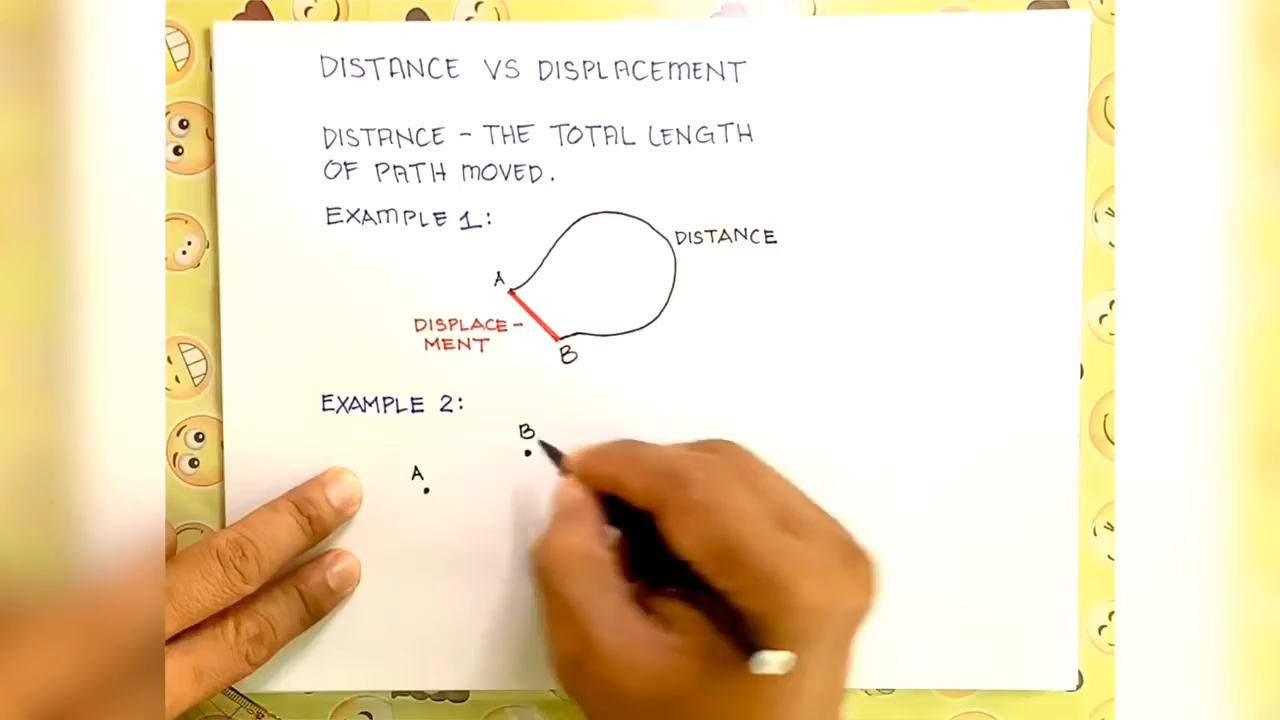 DISTANCE VS DISPLACEMENT
DISTANCE - THE TOTAL LENGTH
OF PATH MOVED.
EXAMPLE 1:
DISTANCE
A
DISPLACE-
MENT
B
EXAMPLE 2:
B
A